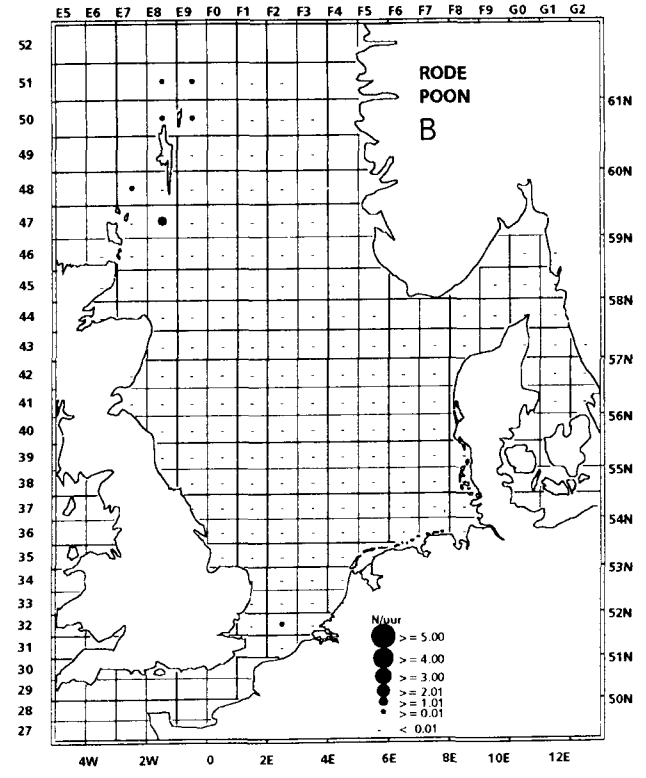 E5 E6 E7 E8 E9 F0 F1 F2 F3 F4 F5 F6 F7 F8 F9 G0 G1 G2
52
51
50
49
48
47
46
45
44
43
42
41
40
39
38
37
36
35
34
33
32
31
30
29
28
27
RODE
POON
B
61N
60N
59N
58N
57N
56N
55N
54N
53N
52N
51N
50N
N/uur
>= 5.00
>= 4.00
>= 3.00
>= 2.01
>= 1.01
>= 0.01
< 0.01
4W 2W 0 2E 4E 6E 8E 10E 12E